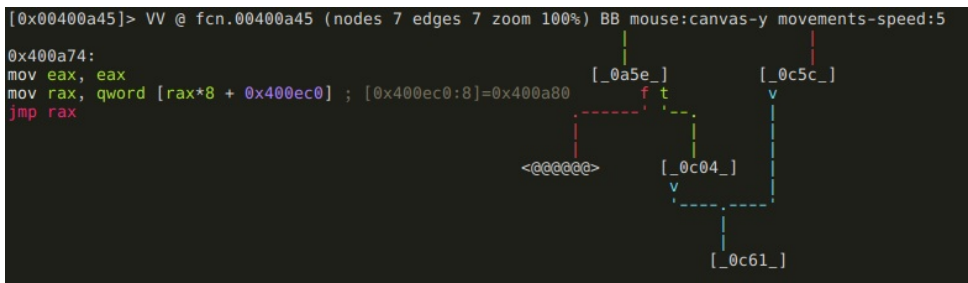 [0x00400a45]> VV @ fcn.00400a45 (nodes 7 edges 7 zoom 100%) BB mouse:canvas-y movements-speed:5
0x400a74:
mov eax, eax
[_0a5e_] [_0c5c_]
mov rax, qword [rax*8 + 0x400ec0] ; [0x400ec0:8]=0x400a80
f t v
jmp rax
<@@@@@@> [_0c04_]
v
[_0c61_]